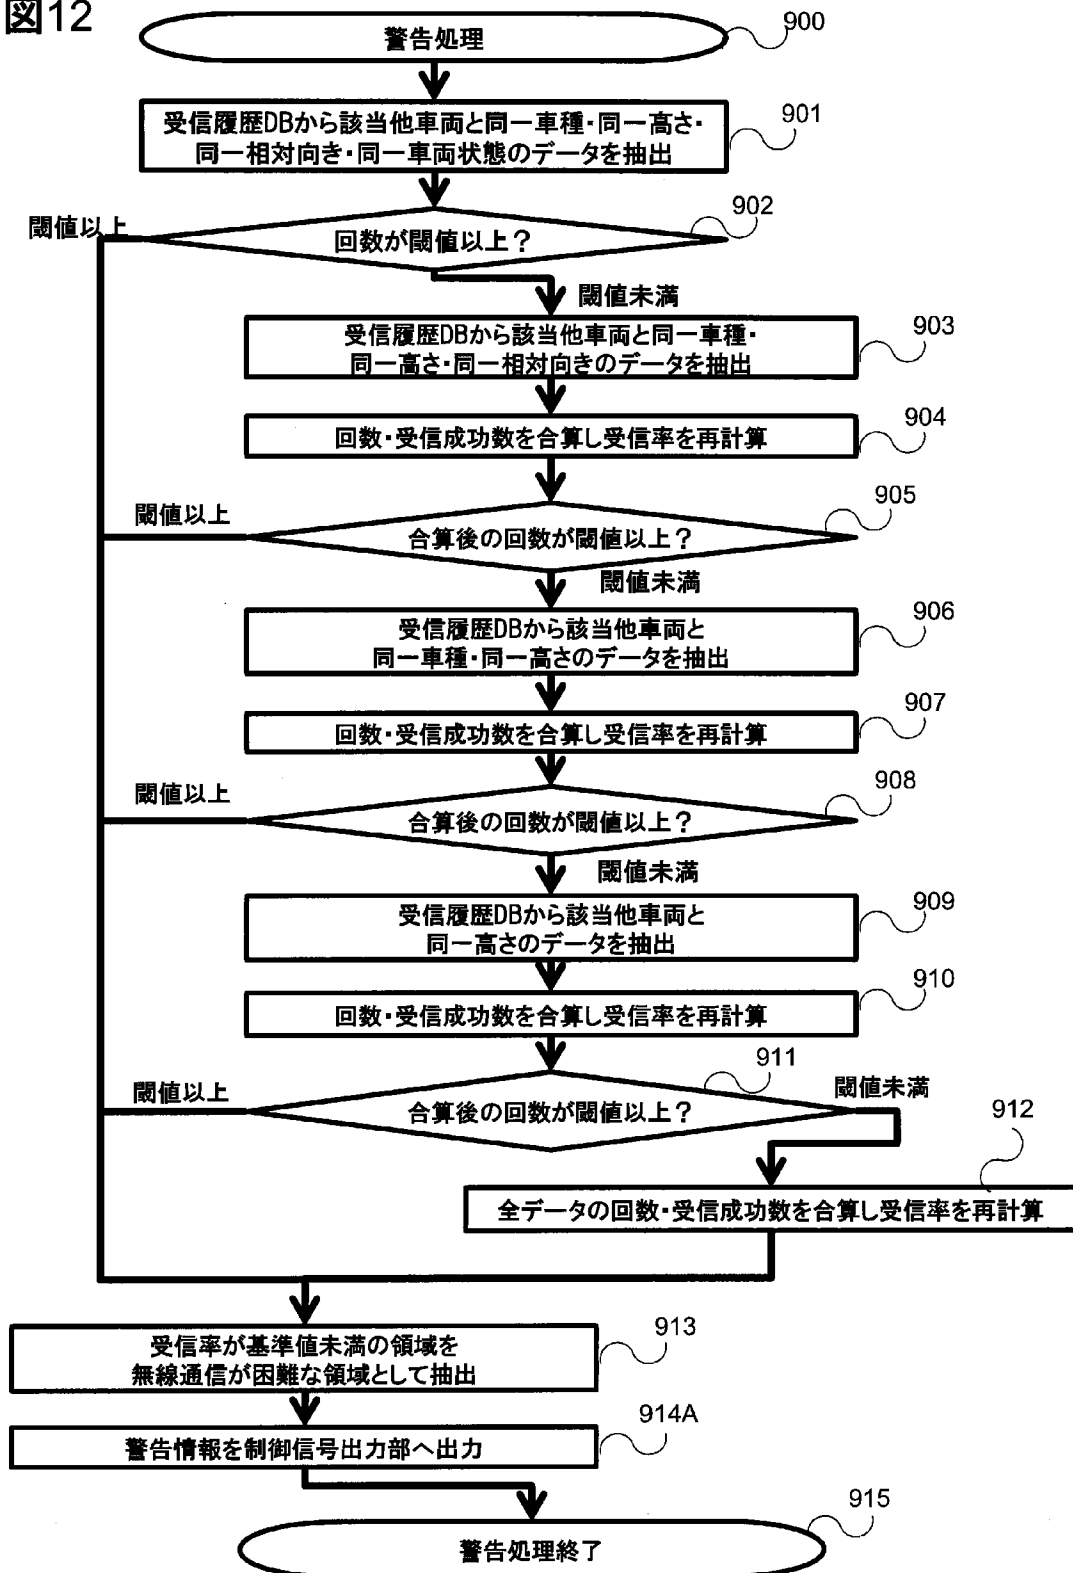 図12
警告処理
900
受信履歴DBから該当他車両と同一車種・同一高さ・
同一相対向き・同一車両状態のデータを抽出
901
閾値以上
回数が閾値以上？
902
閾値未満
受信履歴DBから該当他車両と同一車種・
同一高さ・同一相対向きのデータを抽出
903
回数・受信成功数を合算し受信率を再計算
904
閾値以上
合算後の回数が閾値以上？
905
閾値未満
受信履歴DBから該当他車両と
同一車種・同一高さのデータを抽出
906
回数・受信成功数を合算し受信率を再計算
907
閾値以上
合算後の回数が閾値以上？
908
閾値未満
受信履歴DBから該当他車両と
同一高さのデータを抽出
909
回数・受信成功数を合算し受信率を再計算
910
閾値以上
合算後の回数が閾値以上？
911
閾値未満
912
全データの回数・受信成功数を合算し受信率を再計算
受信率が基準値未満の領域を
無線通信が困難な領域として抽出
913
警告情報を制御信号出力部へ出力
914A
警告処理終了
915